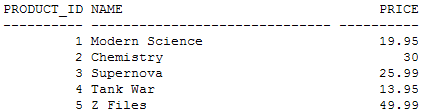 PRODUCT_ID NAME                                PRICE
---------- ------------------------------ ----------
         1 Modern Science                      19.95
         2 Chemistry                              30
         3 Supernova                           25.99
         4 Tank War                            13.95
         5 Z Files                             49.99